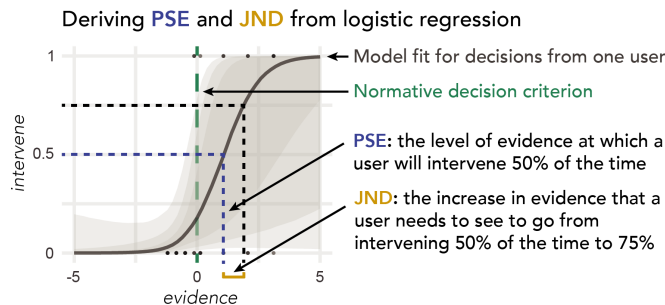 Deriving PSE and JND from logistic regression
1
Model fit for decisions from one user
Normative decision criterion
intervene
0.5
PSE: the level of evidence at which a
user will intervene 50% of the time
JND: the increase in evidence that a
user needs to see to go from
intervening 50% of the time to 75%
0
-5
0
5
evidence